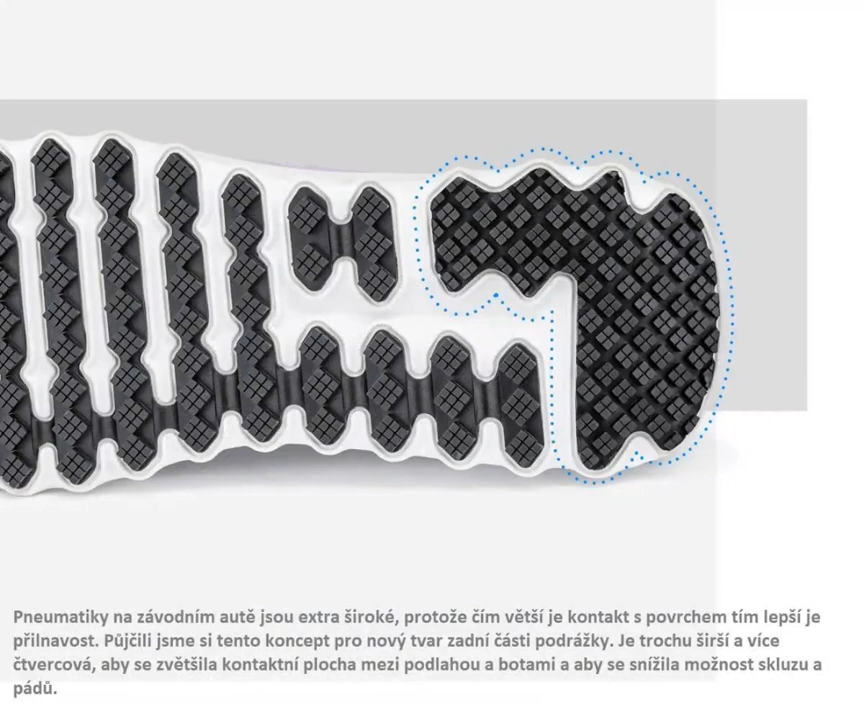 Pneumatiky na závodním autě jsou extra široké, protože čím větší je kontakt s povrchem tím lepší je
přilnavost. Půjčili jsme si tento koncept pro nový tvar zadní části podrážky. Je trochu širší a více
čtvercová, aby se zvětšila kontaktní plocha mezi podlahou a botami a aby se snížila možnost skluzu a
pádů.